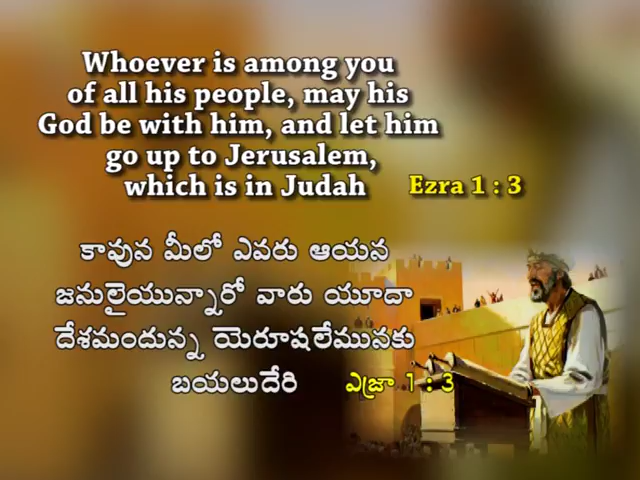 Whoever is among you
of all his people, may his
God be with him, and let him
go up to Jerusalem,
which is in Judah Ezra 1 : 3
కావున మీలో ఎవరు ఆయన
జనులైయున్నారో వారు యూదా
దేశమందున్న యెరూషలేమునకు
బయలుదేరి ఎజ్రా 1 : 3